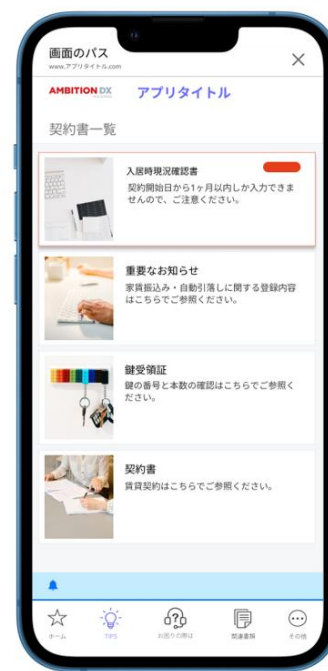 画面のパス
www.アプリタイトル.com
AMBITION DX
アプリタイトル
契約書一覧
入居時現況確認書
契約開始日から1ヶ月以内しか入力できま
せんので、ご注意ください。
重要なお知らせ
家賃振込み・自動引落しに関する登録内容
はこちらでご参照ください。
鍵受領証
鍵の番号と本数の確認はこちらでご参照く
ださい。
契約書
賃貸契約はこちらでご参照ください。
ホーム
TIPS
お困りの際は
関連書類
その他